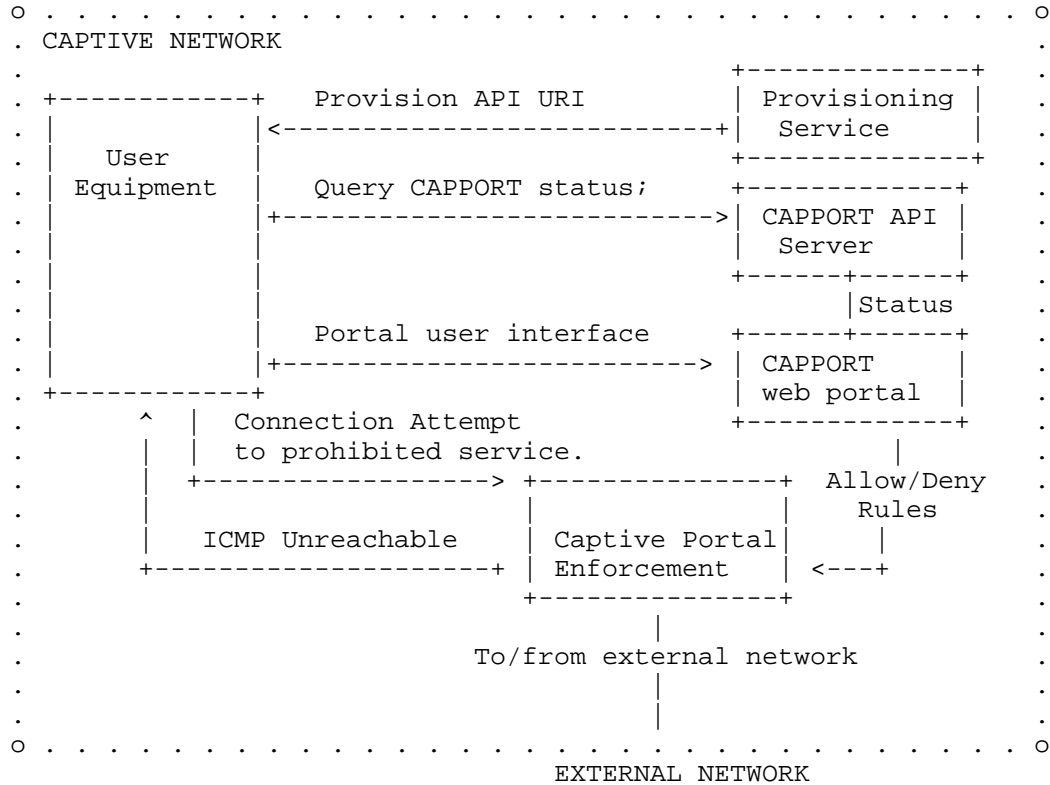 CAPTIVE NETWORK
Provision API URI
Provisioning
Service
User
Equipment
Query CAPPORT status;
CAPPORT API
Server
Status
Portal user interface
CAPPORT
web portal
Connection Attempt
to prohibited service.
Allow/Deny
Rules
ICMP Unreachable
Captive Portal
Enforcement
To/from external network
EXTERNAL NETWORK